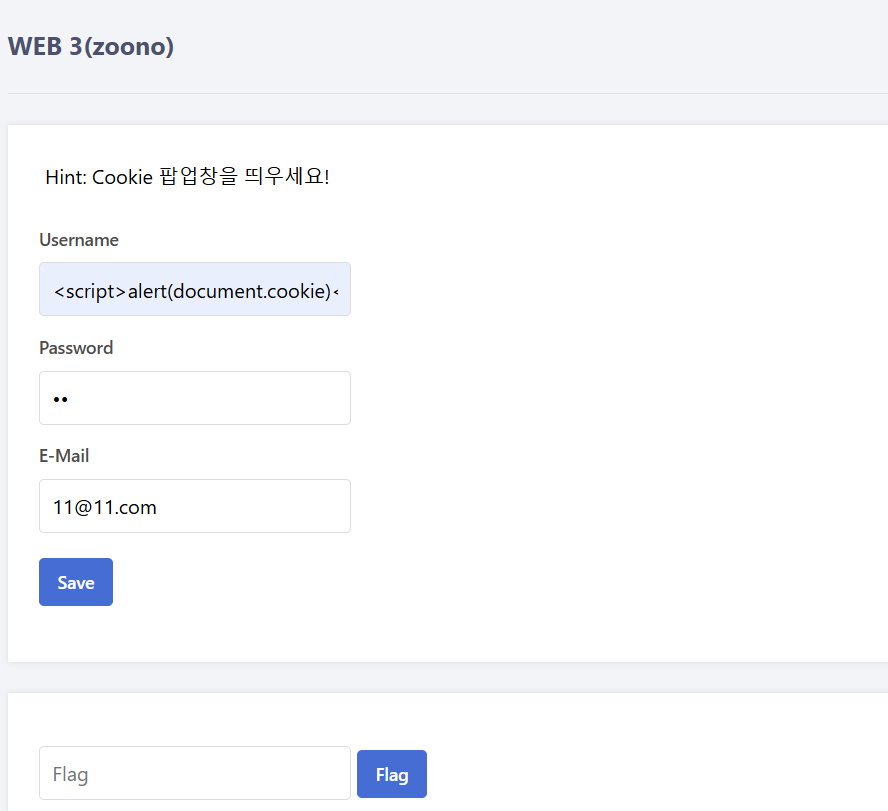 WEB 3(zoono)
Hint: Cookie 팝업창을 띄우세요!
Username
<script>alert(document.cookie)<
Password
••
E-Mail
11@11.com
Save
Flag
Flag